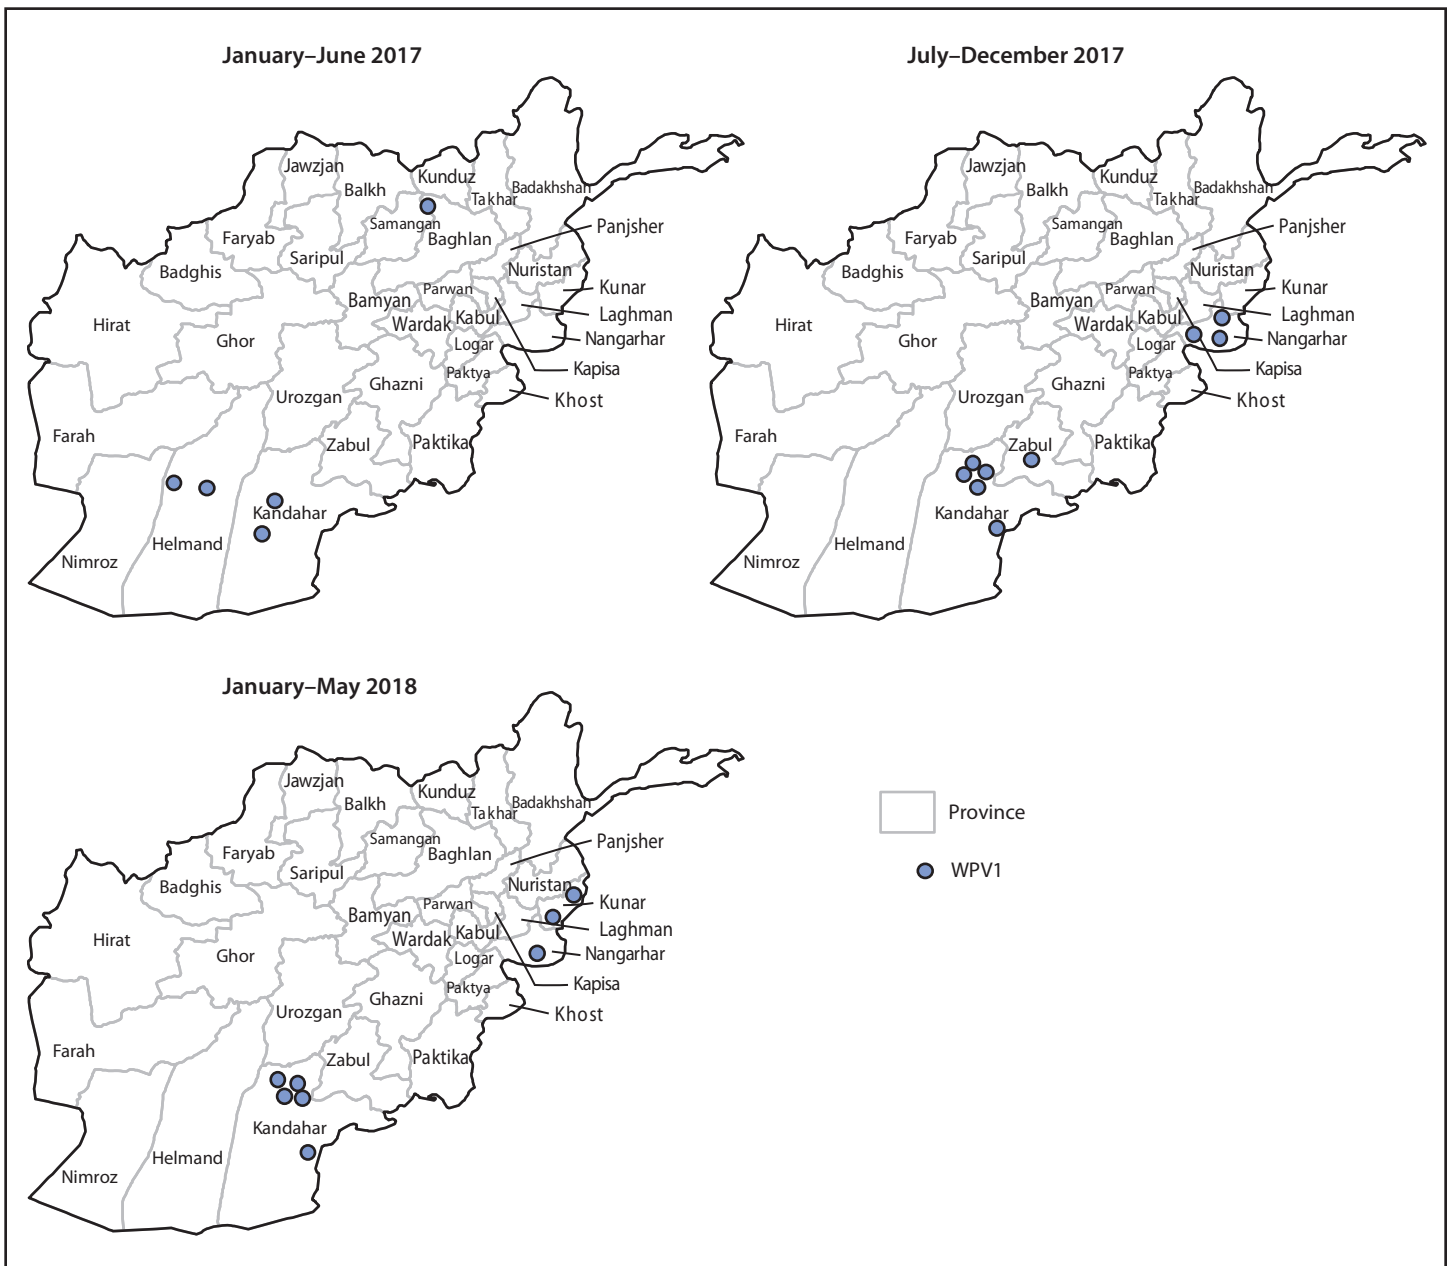 January–June 2017
Jawzjan
Balkh
Kunduz
Takhar
Badakhshan
Samangan
Baghlan
Panjsher
Faryab
Saripul
Badghis
Nuristan
Kunar
Parwan
Bamyan
Laghman
Hirat
Wardak
Kabul
Nangarhar
Ghor
Logar
Kapisa
Paktya
Ghazni
Khost
Urozgan
Farah
Zabul
Paktika
Kandahar
Helmand
Nimroz
July–December 2017
Jawzjan
Balkh
Kunduz
Takhar
Badakhshan
Samangan
Baghlan
Panjsher
Faryab
Saripul
Badghis
Nuristan
Kunar
Parwan
Bamyan
Laghman
Hirat
Wardak
Kabul
Nangarhar
Ghor
Logar
Kapisa
Paktya
Ghazni
Khost
Urozgan
Farah
Zabul
Paktika
Kandahar
Helmand
Nimroz
January–May 2018
Jawzjan
Balkh
Kunduz
Takhar
Badakhshan
Samangan
Baghlan
Panjsher
Faryab
Saripul
Badghis
Nuristan
Kunar
Parwan
Bamyan
Laghman
Hirat
Wardak
Kabul
Nangarhar
Ghor
Logar
Kapisa
Paktya
Ghazni
Khost
Urozgan
Farah
Zabul
Paktika
Kandahar
Helmand
Nimroz
Province
WPV1